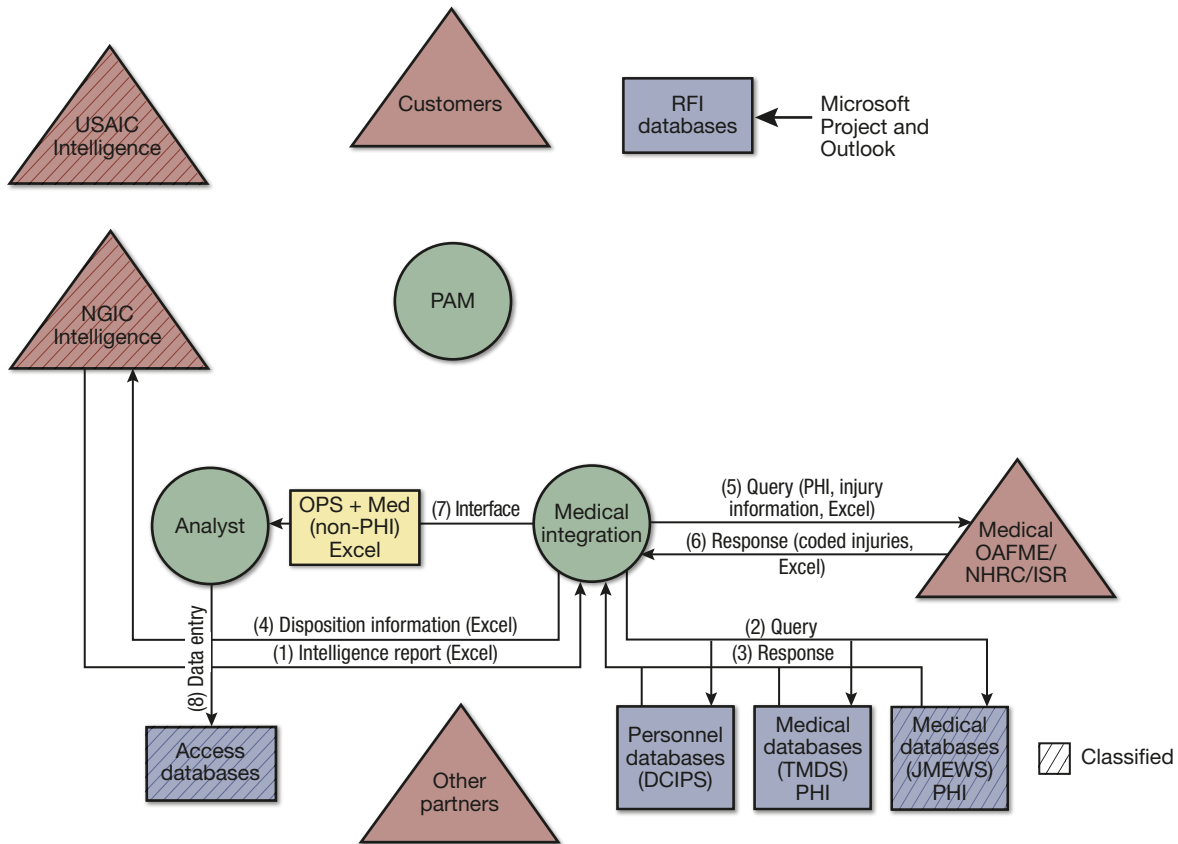 USAIC
Intelligence
Customers
RFI
databases
Microsoft
Project and
Outlook
NGIC
Intelligence
PAM
Analyst
OPS + Med
(non-PHI)
Excel
(7) Interface
Medical
integration
(5) Query (PHI, injury
information, Excel)
(6) Response (coded injuries,
Excel)
Medical
OAFME/
NHRC/ISR
(4) Disposition information (Excel)
(1) Intelligence report (Excel)
(2) Query
(3) Response
(8) Data entry
Access
databases
Other
partners
Personnel
databases
(DCIPS)
Medical
databases
(TMDS)
PHI
Medical
databases
(JMEWS)
PHI
Classified